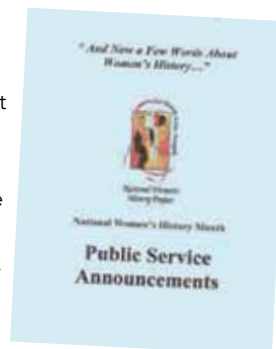 "And Now a Few Words About
Women's History..."
National Women's
History Project
National Women's History Month
Public Service
Announcements
t
e